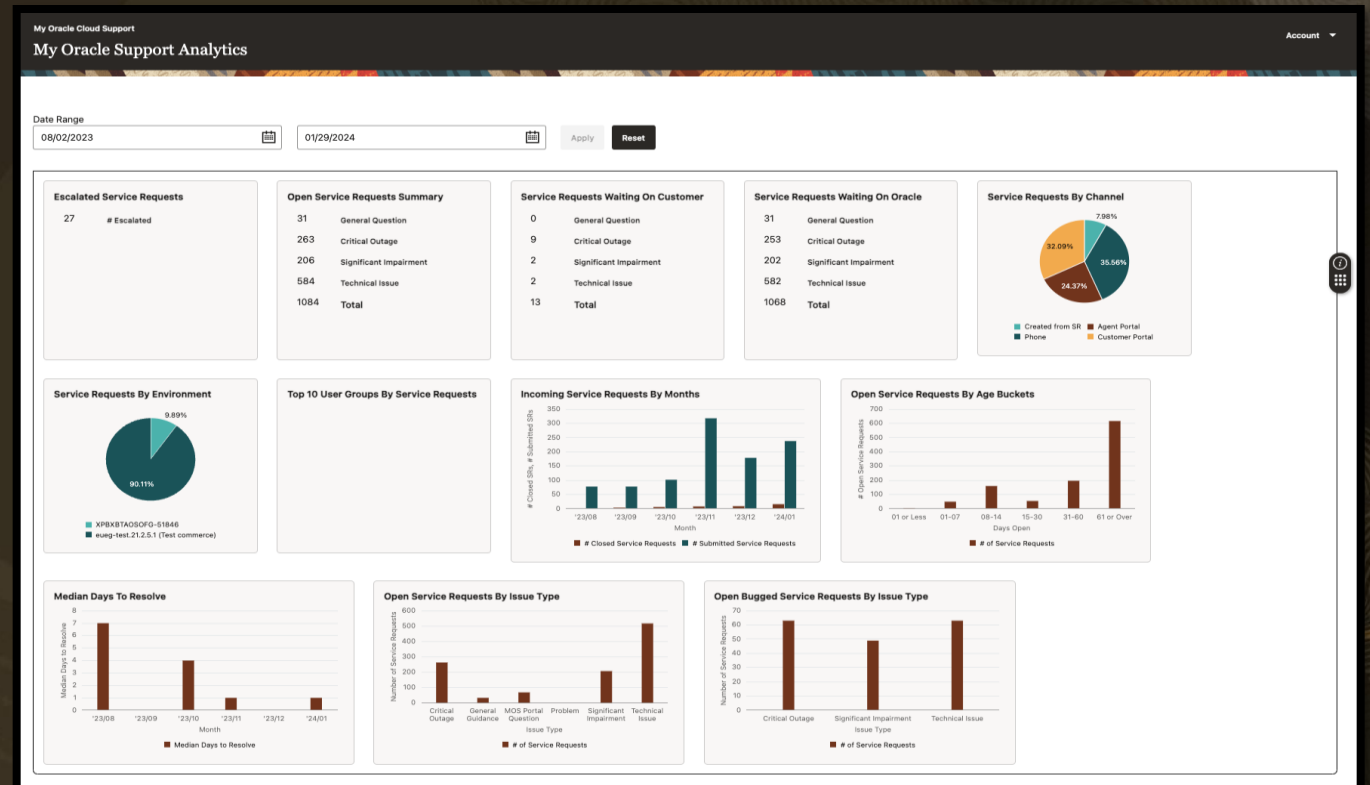 My Oracle Cloud Support
My Oracle Support Analytics
Account
Date Range
08/02/2023
01/29/2024
Apply
Reset
Escalated Service Requests
27 # Escalated
Open Service Requests Summary
31 General Question
263 Critical Outage
206 Significant Impairment
584 Technical Issue
1084 Total
Service Requests Waiting On Customer
0 General Question
9 Critical Outage
2 Significant Impairment
2 Technical Issue
13 Total
Service Requests Waiting On Oracle
31 General Question
253 Critical Outage
202 Significant Impairment
582 Technical Issue
1068 Total
Service Requests By Channel
7.98%
32.09%
35.56%
24.37%
Created from SR Agent Portal
Phone Customer Portal
Service Requests By Environment
9.89%
90.11%
XPBXBTAOSOFG-51846
eueg-test.21.2.5.1 (Test commerce)
Top 10 User Groups By Service Requests
Incoming Service Requests By Months
# Closed SRs, # Submitted SRs
350
300
250
200
150
100
50
0
'23/08 '23/09 '23/10 '23/11 '23/12 '24/01
Month
# Closed Service Requests # Submitted Service Requests
Open Service Requests By Age Buckets
# Open Service Requests
700
600
500
400
300
200
100
0
01 or Less 01-07 08-14 15-30 31-60 61 or Over
Days Open
# of Service Requests
Median Days To Resolve
Median Days to Resolve
8
7
6
5
4
3
2
1
0
'23/08 '23/09 '23/10 '23/11 '23/12 '24/01
Month
Median Days to Resolve
Open Service Requests By Issue Type
Number of Service Requests
600
500
400
300
200
100
0
Critical General MOS Portal Problem Significant Technical
Outage Guidance Question Impairment Issue
Issue Type
# of Service Requests
Open Bugged Service Requests By Issue Type
Number of Service Requests
70
60
50
40
30
20
10
0
Critical Outage Significant Impairment Technical Issue
Issue Type
# of Service Requests